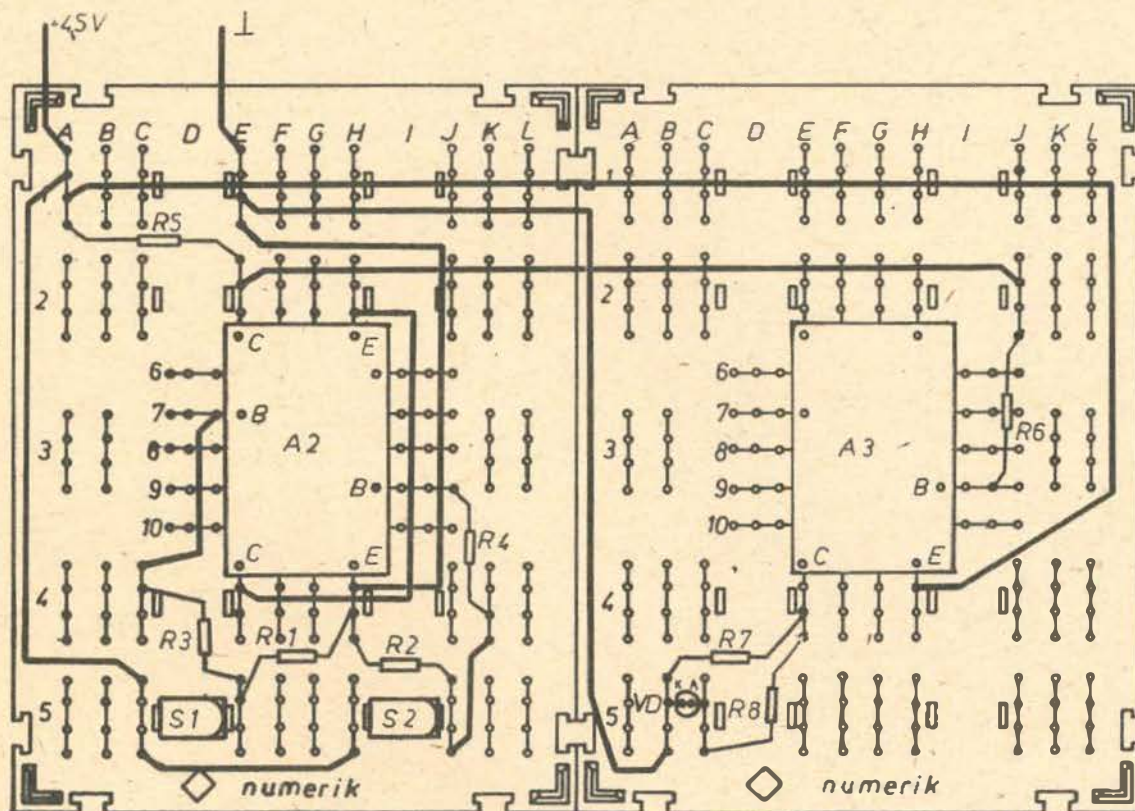 +4,5V ⊥
A B C D E F G H I J K L A B C D E F G H I J K L
1
R5
2 2
C E
6 6
7 B 7
R6
3 8 A2 3 8 A3
9 B 9 B
10 10
R4
C E C E
4 4
R3 R1 R2 R7
K A
5 S1 S2 5 VD R8
numerik numerik